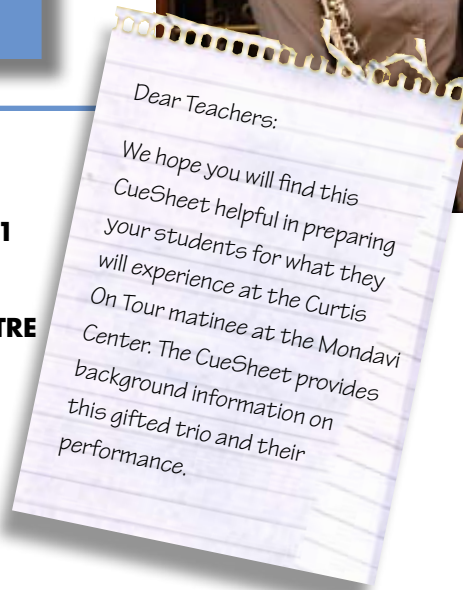 1
TRE
Dear Teachers:
We hope you will find this
CueSheet helpful in preparing
your students for what they
will experience at the Curtis
On Tour matinee at the Mondavi
Center. The CueSheet provides
background information on
this gifted trio and their
performance.